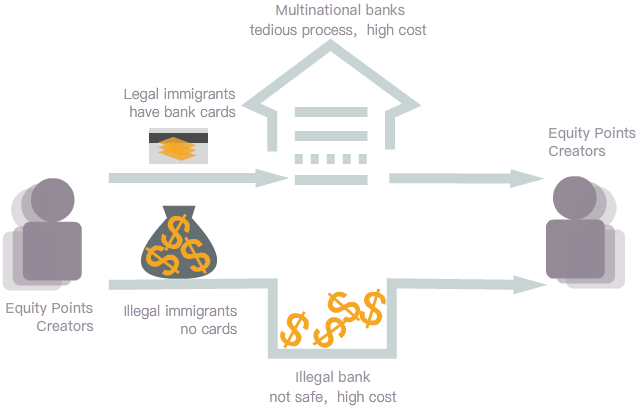 Multinational banks
tedious process, high cost
Legal immigrants
have bank cards
Equity Points
Creators
Equity Points
Creators
Illegal immigrants
no cards
Illegal bank
not safe, high cost